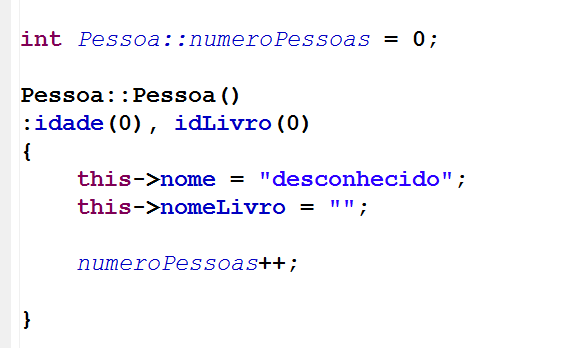 int Pessoa::numeroPessoas = 0;
Pessoa::Pessoa()
:idade(0), idLivro(0)
{
this->nome = "desconhecido";
this->nomeLivro = "";
numeroPessoas++;
}